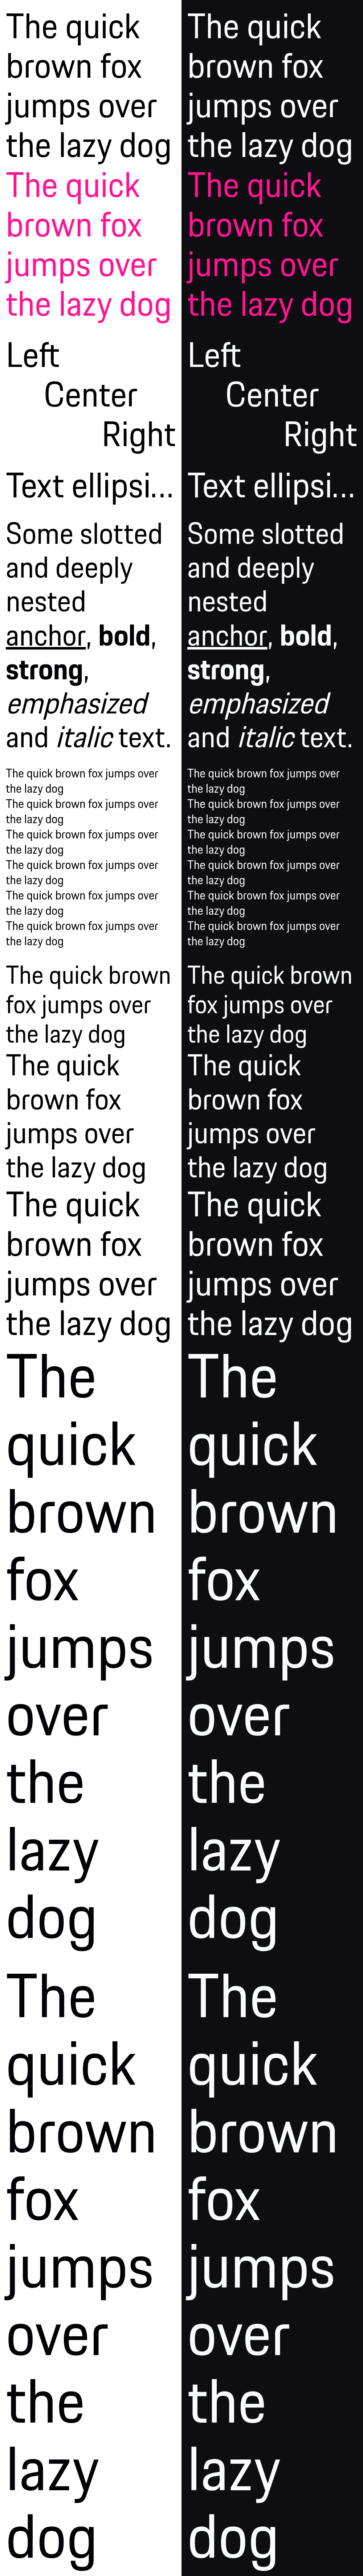 The quick
brown fox
jumps over
the lazy dog
The quick
brown fox
jumps over
the lazy dog
Left
Center
Right
Text ellipsi...
Some slotted
and deeply
nested
anchor, bold,
strong,
emphasized
and italic text.
The quick brown fox jumps over
the lazy dog
The quick brown fox jumps over
the lazy dog
The quick brown fox jumps over
the lazy dog
The quick brown fox jumps over
the lazy dog
The quick brown fox jumps over
the lazy dog
The quick brown fox jumps over
the lazy dog
The quick brown
fox jumps over
the lazy dog
The quick
brown fox
jumps over
the lazy dog
The quick
brown fox
jumps over
the lazy dog
The
quick
brown
fox
jumps
over
the
lazy
dog
The
quick
brown
fox
jumps
over
the
lazy
dog
The quick
brown fox
jumps over
the lazy dog
The quick
brown fox
jumps over
the lazy dog
Left
Center
Right
Text ellipsi...
Some slotted
and deeply
nested
anchor, bold,
strong,
emphasized
and italic text.
The quick brown fox jumps over
the lazy dog
The quick brown fox jumps over
the lazy dog
The quick brown fox jumps over
the lazy dog
The quick brown fox jumps over
the lazy dog
The quick brown fox jumps over
the lazy dog
The quick brown fox jumps over
the lazy dog
The quick brown
fox jumps over
the lazy dog
The quick
brown fox
jumps over
the lazy dog
The quick
brown fox
jumps over
the lazy dog
The
quick
brown
fox
jumps
over
the
lazy
dog
The
quick
brown
fox
jumps
over
the
lazy
dog